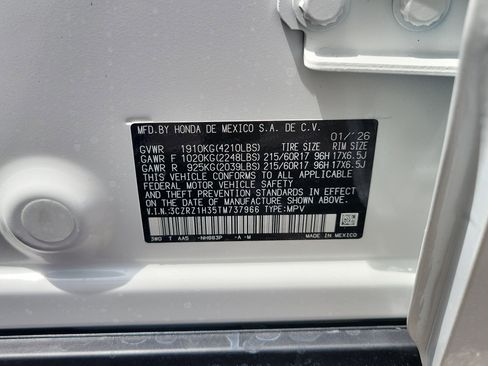 MFD.BY HONDA DE MEXICO S.A. DE C.V. 01/'26
GVWR 1910KG(4210LBS) TIRE SIZE RIM SIZE
GAWR F 1020KG(2248LBS) 215/60R17 96H 17X6.5J
GAWR R 925KG(2039LBS) 215/60R17 96H 17X6.5J
THIS VEHICLE CONFORMS TO ALL APPLICABLE
FEDERAL MOTOR VEHICLE SAFETY STANDARDS IN EFFECT
ON THE DATE OF MANUFACTURE SHOWN ABOVE.
V.I.N.:3CZRZ1H35TM737966 TYPE:MPV
3W0 T AA5 -NH883P -A -M
MADE IN MEXICO